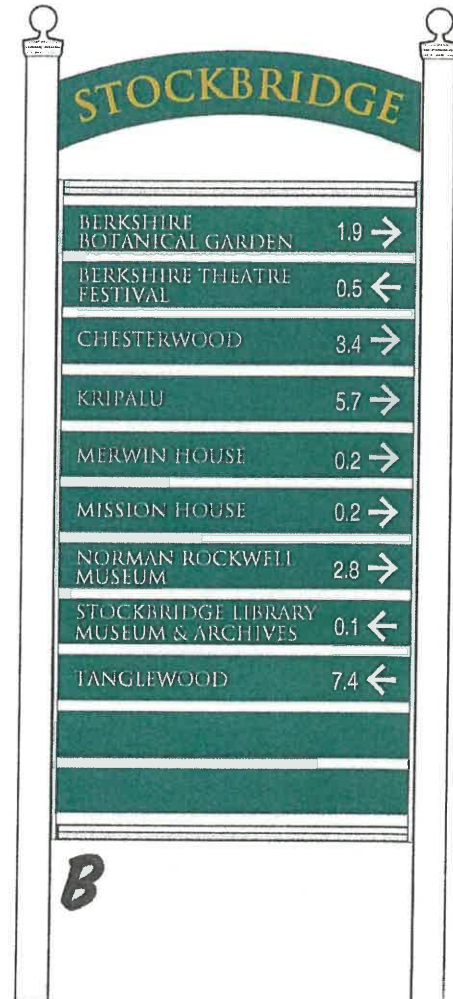 STOCKBRIDGE
BERKSHIRE
BOTANICAL GARDEN 1.9 →
BERKSHIRE THEATRE
FESTIVAL 0.5 ←
CHESTERWOOD 3.4 →
KRIPALU 5.7 →
MERWIN HOUSE 0.2 →
MISSION HOUSE 0.2 →
NORMAN ROCKWELL
MUSEUM 2.8 →
STOCKBRIDGE LIBRARY
MUSEUM & ARCHIVES 0.1 ←
TANGLEWOOD 7.4 ←
B